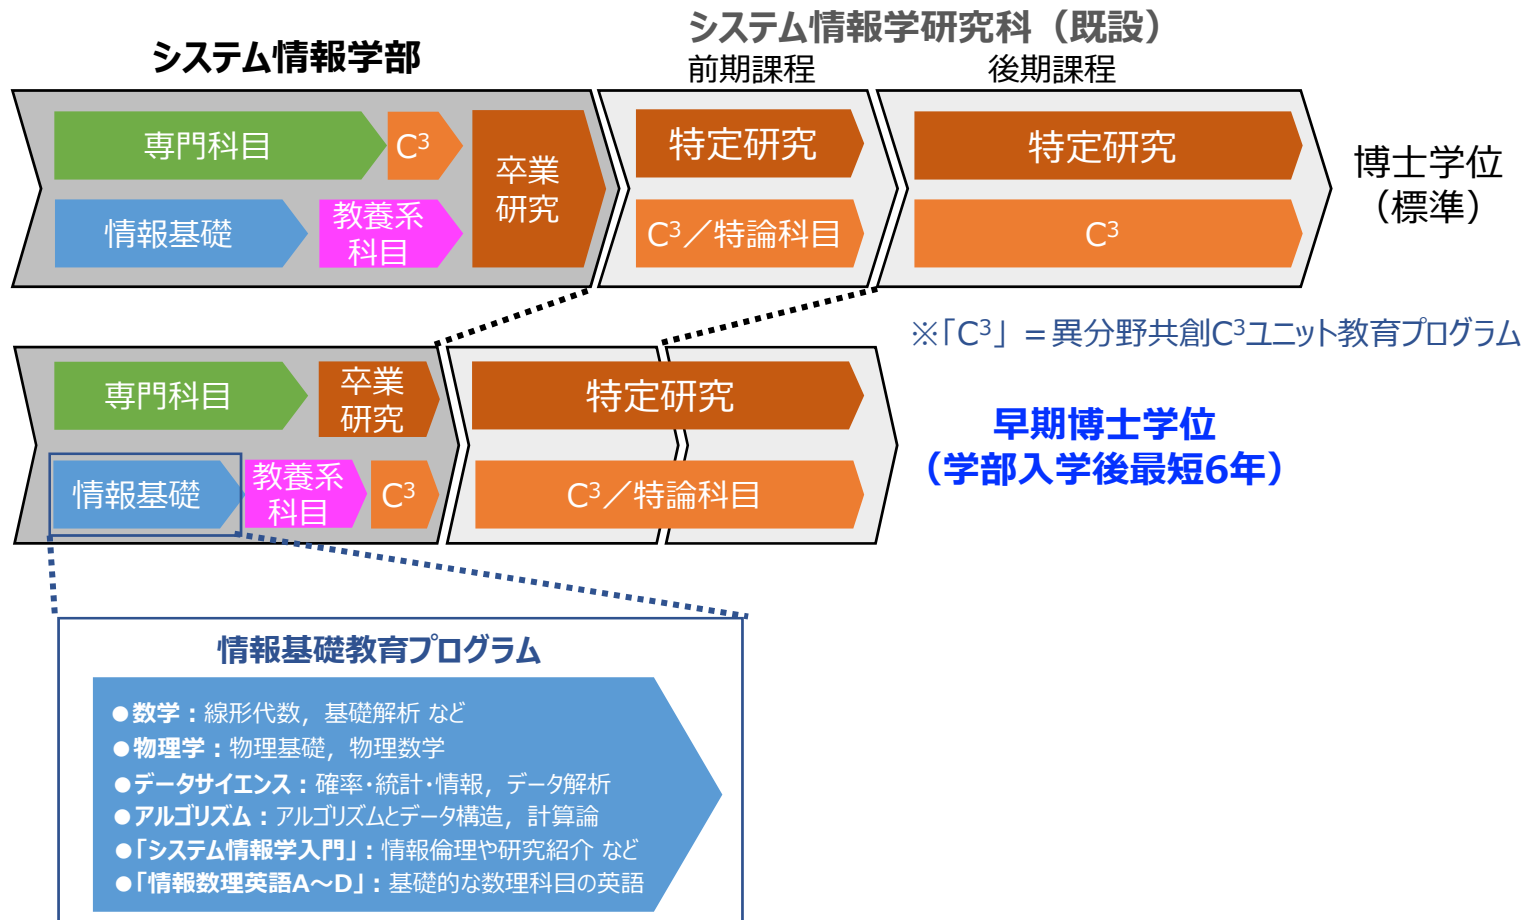 システム情報学研究科（既設）
システム情報学部
前期課程
後期課程
専門科目
C³
卒業
研究
情報基礎
教養系
科目
特定研究
C³／特論科目
特定研究
C³
博士学位
（標準）
※「C³」＝異分野共創C³ユニット教育プログラム
専門科目
卒業
研究
情報基礎
教養系
科目
C³
特定研究
C³／特論科目
早期博士学位
（学部入学後最短6年）
情報基礎教育プログラム
●数学：線形代数，基礎解析 など
●物理学：物理基礎，物理数学
●データサイエンス：確率・統計・情報，データ解析
●アルゴリズム：アルゴリズムとデータ構造，計算論
●「システム情報学入門」：情報倫理や研究紹介 など
●「情報数理英語A～D」：基礎的な数理科目の英語